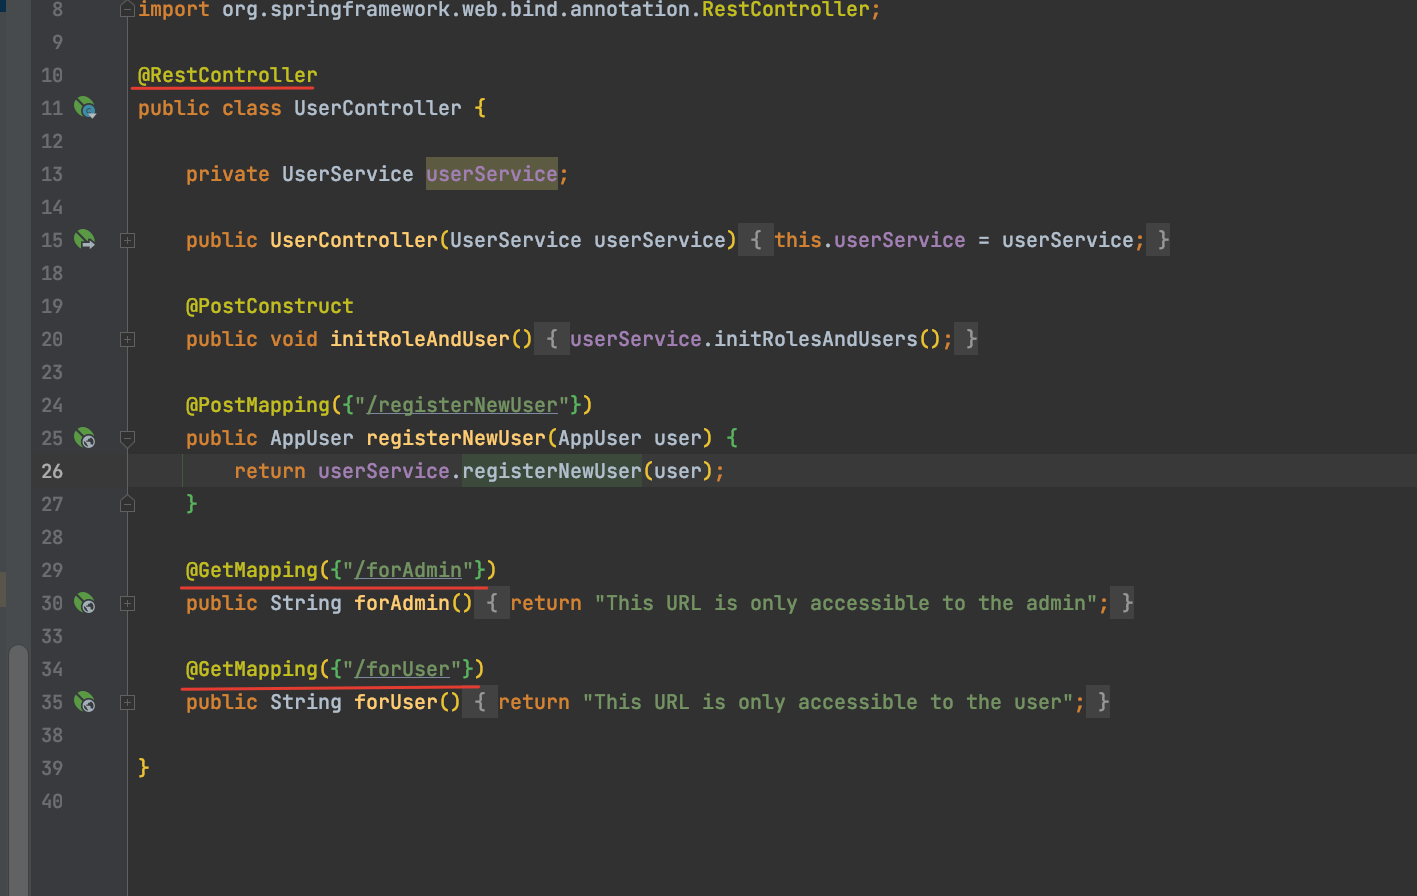 8 import org.springframework.web.bind.annotation.RestController;
9
10 @RestController
11 public class UserController {
12
13 private UserService userService;
14
15 public UserController(UserService userService) { this.userService = userService; }
18
19 @PostConstruct
20 public void initRoleAndUser() { userService.initRolesAndUsers(); }
23
24 @PostMapping({"/registerNewUser"})
25 public AppUser registerNewUser(AppUser user) {
26 return userService.registerNewUser(user);
27 }
28
29 @GetMapping({"/forAdmin"})
30 public String forAdmin() { return "This URL is only accessible to the admin"; }
33
34 @GetMapping({"/forUser"})
35 public String forUser() { return "This URL is only accessible to the user"; }
38
39 }
40